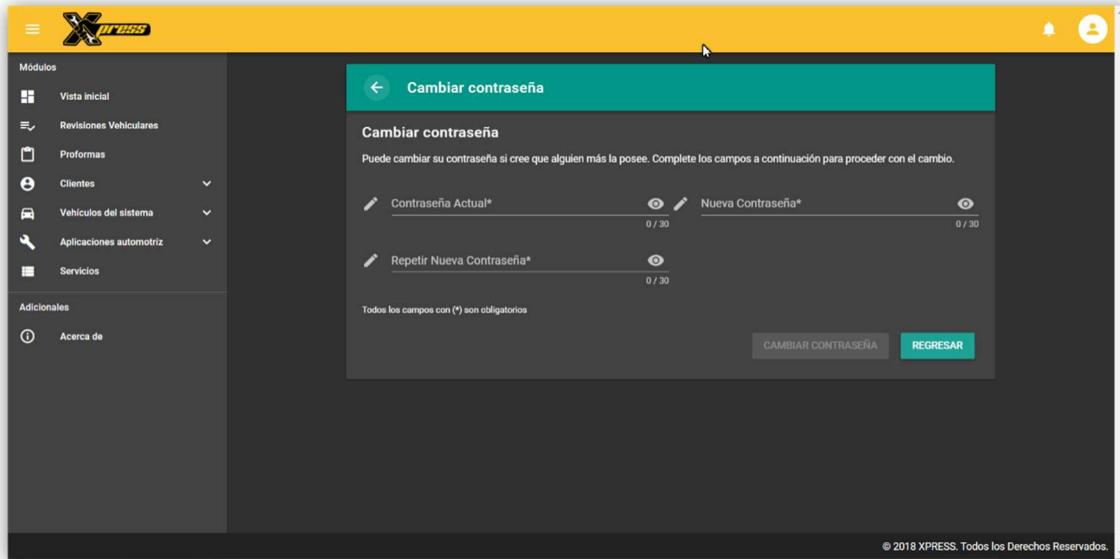 Xpress
Módulos
Vista inicial
Revisiones Vehiculares
Proformas
Clientes
Vehículos del sistema
Aplicaciones automotriz
Servicios
Adicionales
Acerca de
Cambiar contraseña
Cambiar contraseña
Puede cambiar su contraseña si cree que alguien más la posee. Complete los campos a continuación para proceder con el cambio.
Contraseña Actual*
0 / 30
Nueva Contraseña*
0 / 30
Repetir Nueva Contraseña*
0 / 30
Todos los campos con (*) son obligatorios
CAMBIAR CONTRASEÑA
REGRESAR
© 2018 XPRESS. Todos los Derechos Reservados.